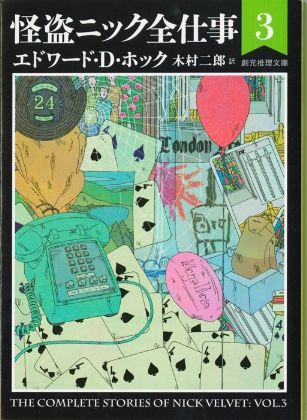 怪盗ニック全仕事 3
エドワード・D・ホック 木村二郎 訳 創元推理文庫
24
London
THE COMPLETE STORIES OF NICK VELVET: VOL.3